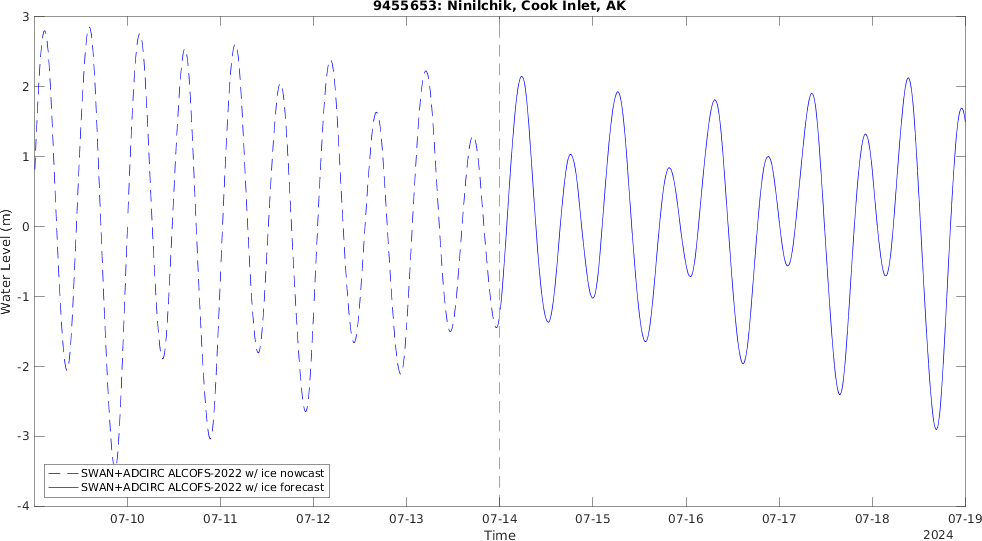 9455653: Ninilchik, Cook Inlet, AK
3
2
1
0
-1
-2
-3
-4
Water Level (m)
SWAN+ADCIRC ALCOFS-2022 w/ ice nowcast
SWAN+ADCIRC ALCOFS-2022 w/ ice forecast
07-10 07-11 07-12 07-13 07-14 07-15 07-16 07-17 07-18 07-19
Time
2024